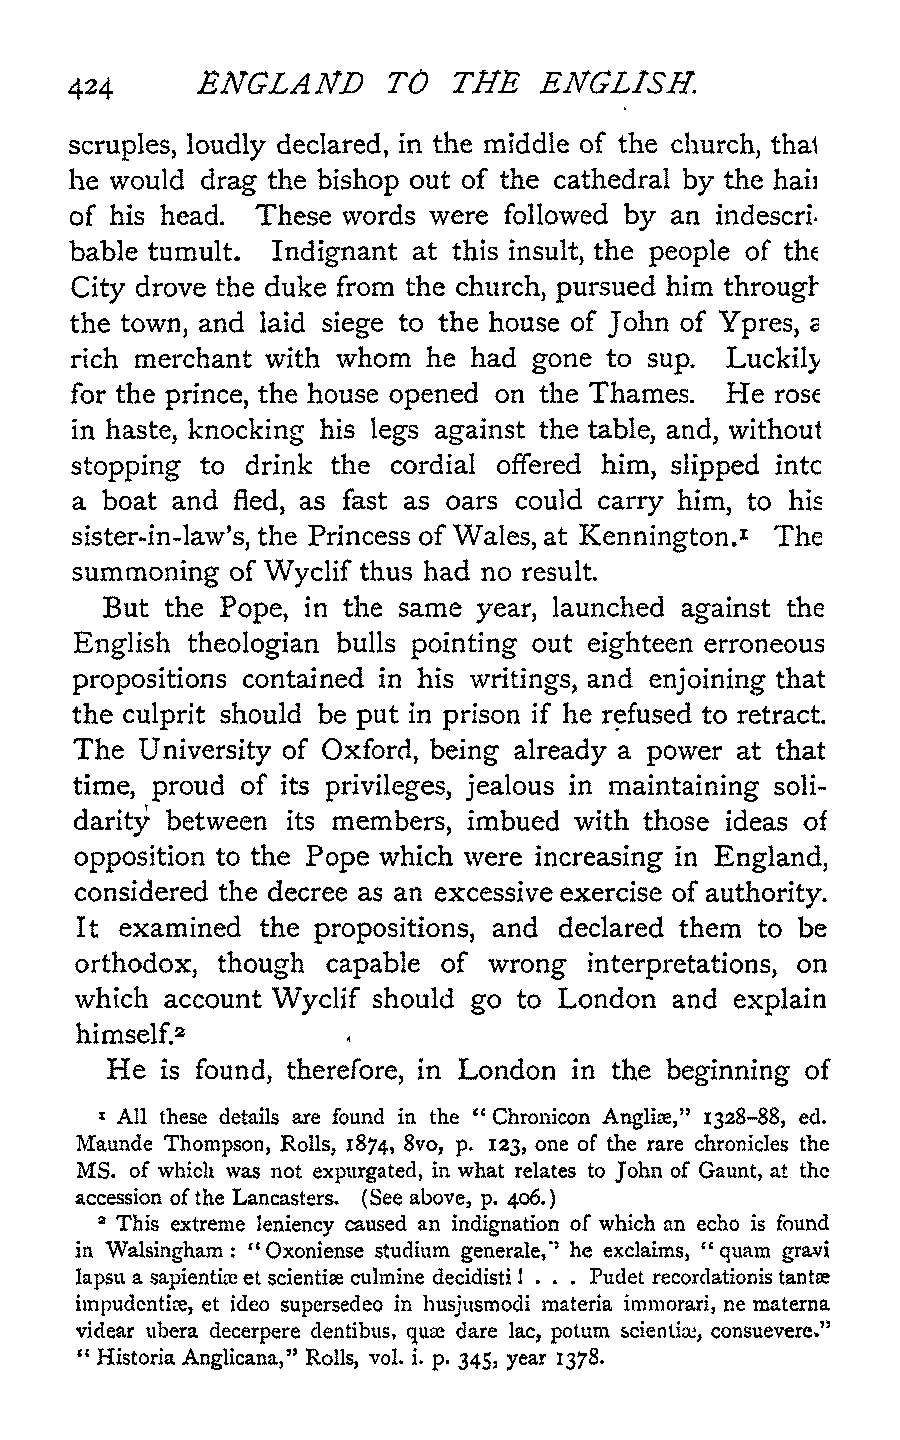 424 ENGLAND TO THE ENGLISH.
scruples, loudly declared, in the middle of the church, that
he would drag the bishop out of the cathedral by the hair
of his head. These words were followed by an indescri-
bable tumult. Indignant at this insult, the people of the
City drove the duke from the church, pursued him through
the town, and laid siege to the house of John of Ypres, a
rich merchant with whom he had gone to sup. Luckily
for the prince, the house opened on the Thames. He rose
in haste, knocking his legs against the table, and, without
stopping to drink the cordial offered him, slipped into
a boat and fled, as fast as oars could carry him, to his
sister-in-law's, the Princess of Wales, at Kennington.¹ The
summoning of Wyclif thus had no result.
But the Pope, in the same year, launched against the
English theologian bulls pointing out eighteen erroneous
propositions contained in his writings, and enjoining that
the culprit should be put in prison if he refused to retract.
The University of Oxford, being already a power at that
time, proud of its privileges, jealous in maintaining soli-
darity between its members, imbued with those ideas of
opposition to the Pope which were increasing in England,
considered the decree as an excessive exercise of authority.
It examined the propositions, and declared them to be
orthodox, though capable of wrong interpretations, on
which account Wyclif should go to London and explain
himself.²
He is found, therefore, in London in the beginning of
¹ All these details are found in the "Chronicon Angliæ," 1328–88, ed.
Maunde Thompson, Rolls, 1874, 8vo, p. 123, one of the rare chronicles the
MS. of which was not expurgated, in what relates to John of Gaunt, at the
accession of the Lancasters. (See above, p. 406.)
² This extreme leniency caused an indignation of which an echo is found
in Walsingham : "Oxoniense studium generale," he exclaims, "quam gravi
lapsu a sapientiæ et scientiæ culmine decidisti ! . . . Pudet recordationis tantæ
impudentiæ, et ideo supersedeo in husjusmodi materia immorari, ne materna
videar ubera decerpere dentibus, quæ dare lac, potum scientiæ, consuevere."
"Historia Anglicana," Rolls, vol. i. p. 345, year 1378.